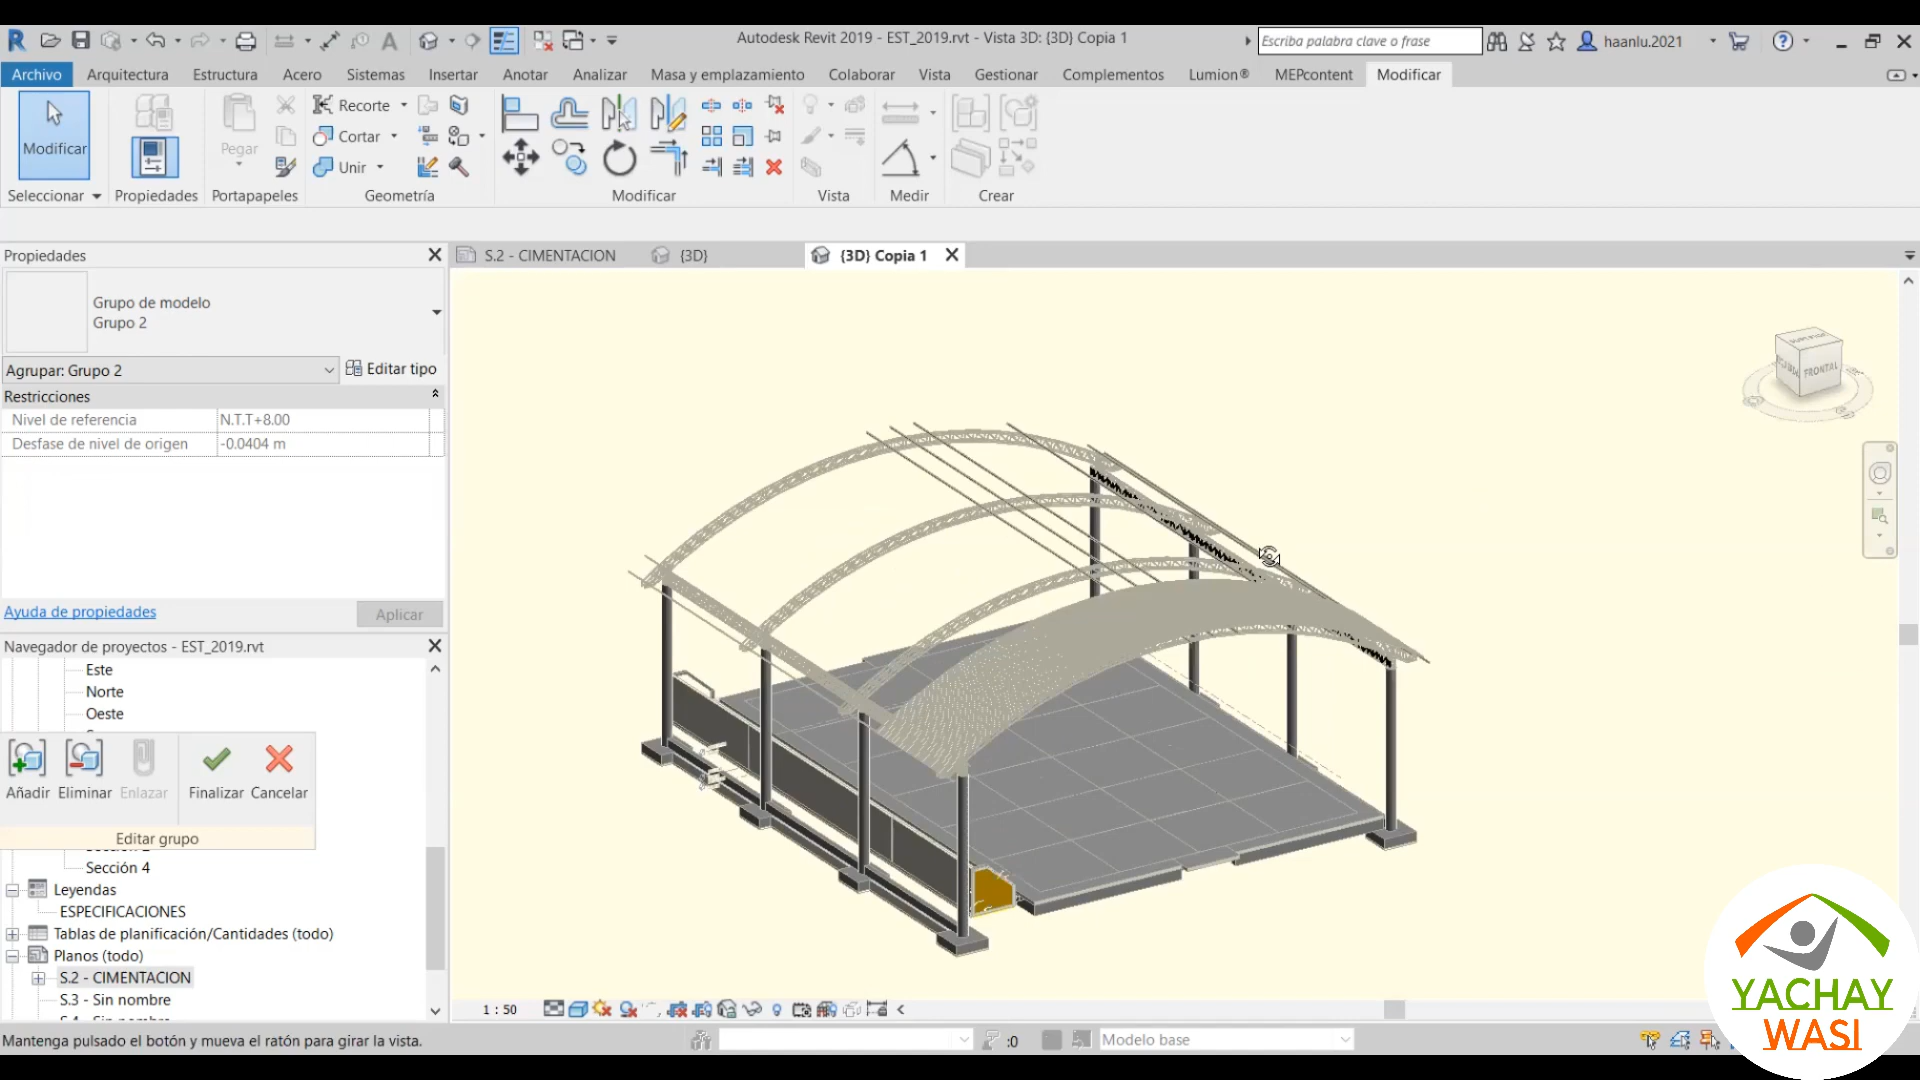 Autodesk Revit 2019 - EST_2019.rvt - Vista 3D: {3D} Copia 1
Escriba palabra clave o frase
haanlu.2021
Archivo Arquitectura Estructura Acero Sistemas Insertar Anotar Analizar Masa y emplazamiento Colaborar Vista Gestionar Complementos Lumion® MEPcontent Modificar
Modificar
Pegar
Recorte
Cortar
Unir
Seleccionar Propiedades Portapapeles Geometría Modificar Vista Medir Crear
Propiedades
S.2 - CIMENTACION {3D} {3D} Copia 1
Grupo de modelo
Grupo 2
Agrupar: Grupo 2 Editar tipo
Restricciones
Nivel de referencia N.T.T+8.00
Desfase de nivel de origen -0.0404 m
FRONTAL
Ayuda de propiedades Aplicar
Navegador de proyectos - EST_2019.rvt
Este
Norte
Oeste
Añadir Eliminar Enlazar Finalizar Cancelar
Editar grupo
Sección 4
Leyendas
ESPECIFICACIONES
Tablas de planificación/Cantidades (todo)
Planos (todo)
S.2 - CIMENTACION
S.3 - Sin nombre
1 : 50
Mantenga pulsado el botón y mueva el ratón para girar la vista.
:0
Modelo base
YACHAY
WASI